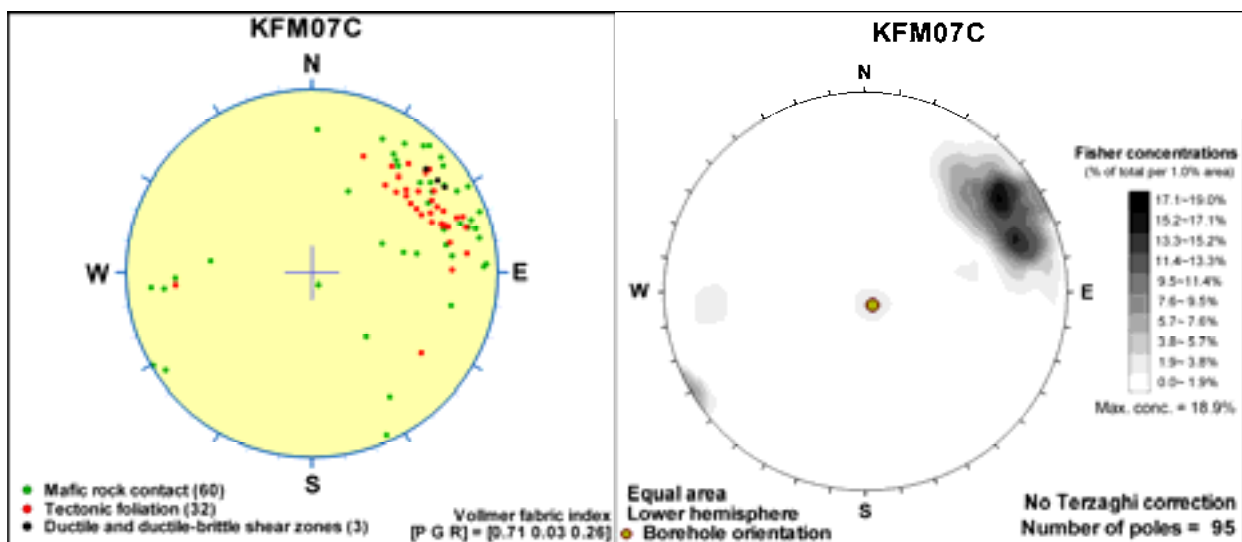 KFM07C
N
W
E
S
Mafic rock contact (60)
Tectonic foliation (32)
Ductile and ductile-brittle shear zones (3)
Vollmer fabric index
[P G R] = [0.71 0.03 0.26]
KFM07C
N
W
E
S
Fisher concentrations
(% of total per 1.0% area)
17.1~19.0%
15.2~17.1%
13.3~15.2%
11.4~13.3%
9.5~11.4%
7.6~ 9.5%
5.7~ 7.6%
3.8~ 5.7%
1.9~ 3.8%
0.0~ 1.9%
Max. conc. = 18.9%
Equal area
Lower hemisphere
Borehole orientation
No Terzaghi correction
Number of poles = 95